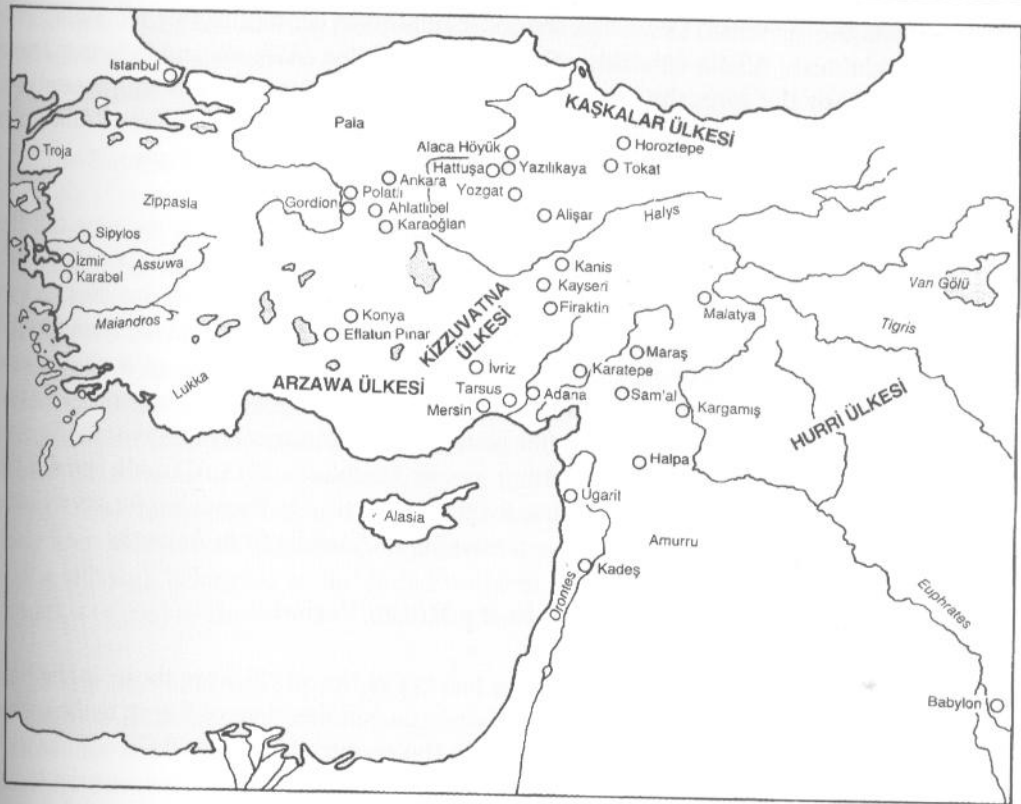 İstanbul
KAŞKALAR ÜLKESİ
Pala
Alaca Höyük
Horoztepe
Troja
Hattuşa
Yazılıkaya
Tokat
Ankara
Polatlı
Yozgat
Zippasla
Gordion
Ahlatlıbel
Alişar
Halys
Karaoğlan
Sipylos
İzmir
Assuwa
Kanis
Karabel
Kayseri
Van Gölü
Firaktin
Malatya
Maiandros
Konya
Tigris
Eflatun Pınar
KİZZUVATNA
ÜLKESİ
Maraş
İvriz
Karatepe
Lukka
ARZAWA ÜLKESİ
Tarsus
Adana
Sam'al
HURRİ ÜLKESİ
Mersin
Kargamış
Halpa
Ugarit
Alasia
Amurru
Kadeş
Orontes
Euphrates
Babylon